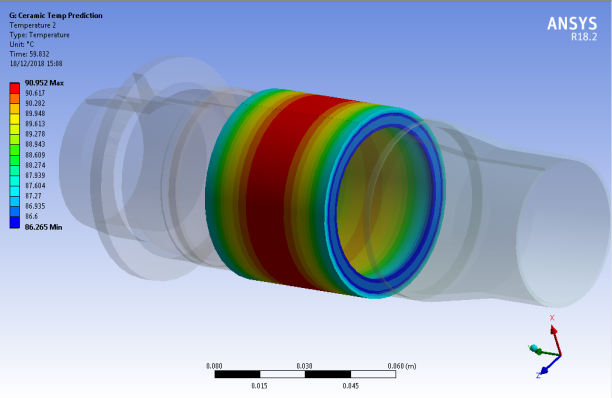 G: Ceramic Temp Prediction
Temperature 2
Type: Temperature
Unit: °C
Time: 59.832
10/12/2018 15:08
90.952 Max
90.617
90.282
89.948
89.613
89.278
88.943
88.609
88.274
87.939
87.604
87.27
86.935
86.6
86.265 Min
ANSYS
R18.2
X
Y
Z
0.000
0.030
0.060 (m)
0.015
0.045